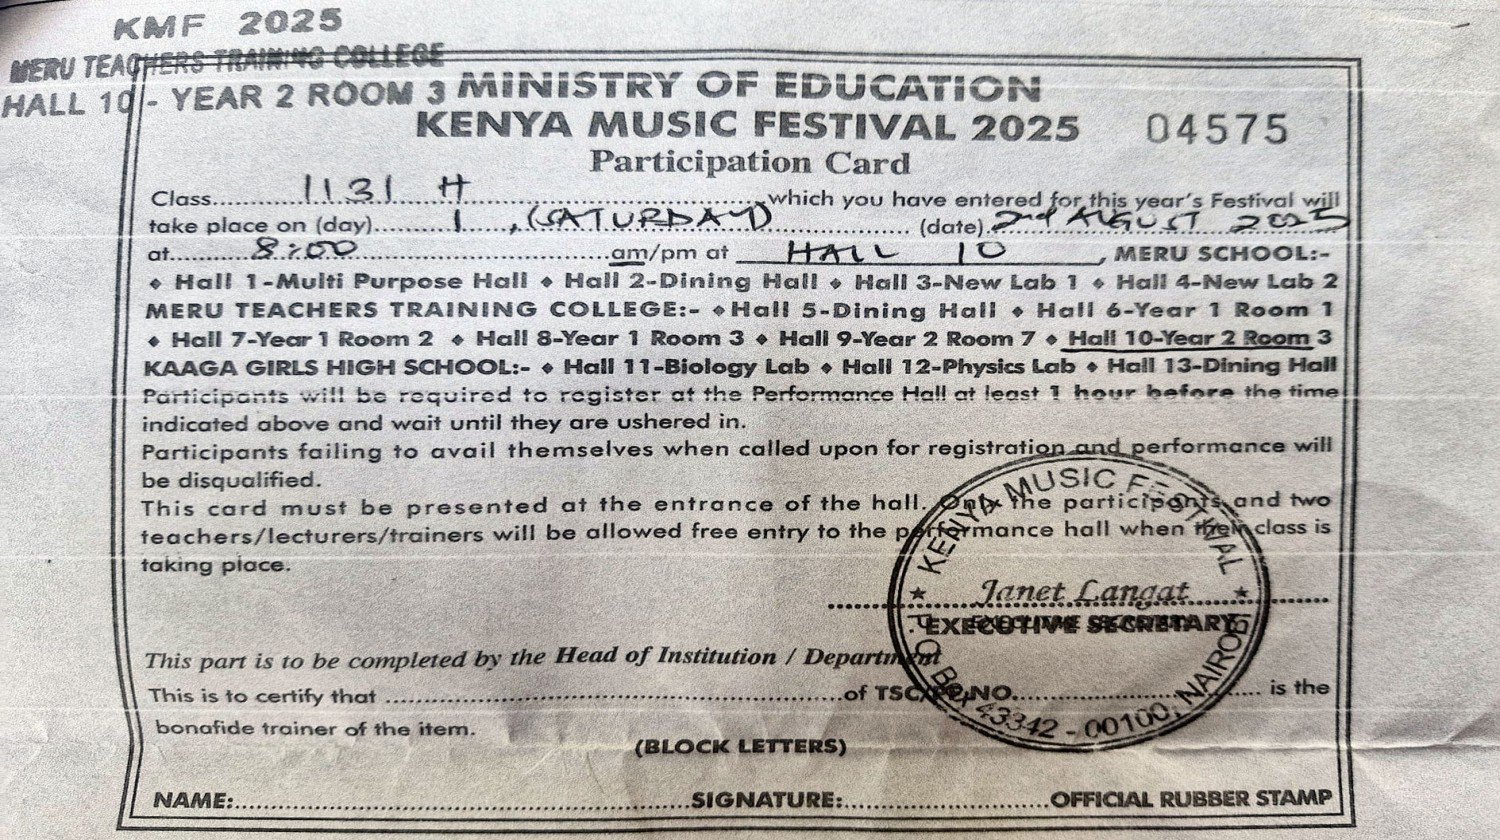 KMF 2025
MERU TEACHERS TRAINING COLLEGE
HALL 10 - YEAR 2 ROOM 3
MINISTRY OF EDUCATION
KENYA MUSIC FESTIVAL 2025 04575
Participation Card
Class 1131 H which you have entered for this year's Festival will
take place on (day) 1, (SATURDAY) (date) 2nd AUGUST 2025
at 8:00 am/pm at HALL 10, MERU SCHOOL:-
♦ Hall 1-Multi Purpose Hall ♦ Hall 2-Dining Hall ♦ Hall 3-New Lab 1 ♦ Hall 4-New Lab 2
MERU TEACHERS TRAINING COLLEGE:- ♦ Hall 5-Dining Hall ♦ Hall 6-Year 1 Room 1
♦ Hall 7-Year 1 Room 2 ♦ Hall 8-Year 1 Room 3 ♦ Hall 9-Year 2 Room 7 ♦ Hall 10-Year 2 Room 3
KAAGA GIRLS HIGH SCHOOL:- ♦ Hall 11-Biology Lab ♦ Hall 12-Physics Lab ♦ Hall 13-Dining Hall
Participants will be required to register at the Performance Hall at least 1 hour before the time
indicated above and wait until they are ushered in.
Participants failing to avail themselves when called upon for registration and performance will
be disqualified.
This card must be presented at the entrance of the hall. Only the participants and two
teachers/lecturers/trainers will be allowed free entry to the performance hall when their class is
taking place.
KENYA MUSIC FESTIVAL
Janet Langat
EXECUTIVE SECRETARY
P.O. BOX 43342 - 00100, NAIROBI
This part is to be completed by the Head of Institution / Department
This is to certify that of TSC/PP.NO. is the
bonafide trainer of the item.
(BLOCK LETTERS)
NAME: SIGNATURE: OFFICIAL RUBBER STAMP